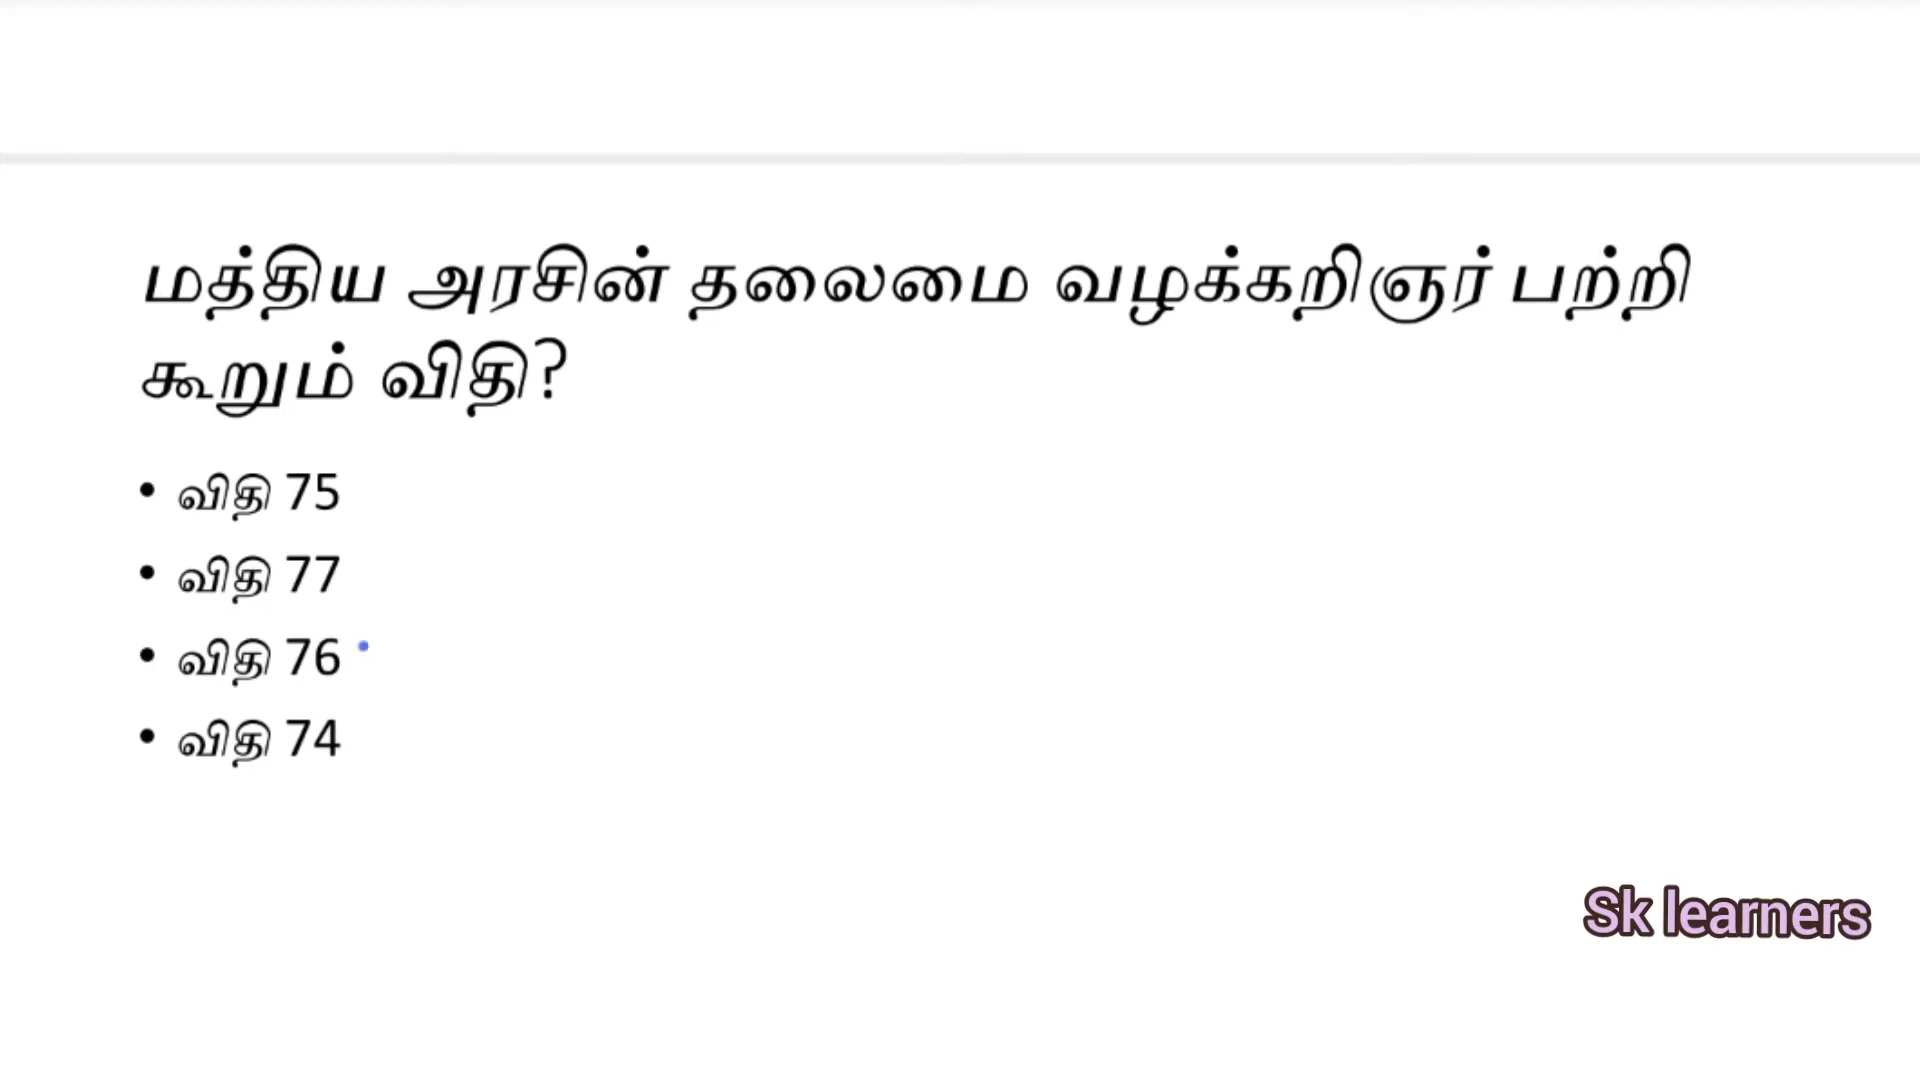 மத்திய அரசின் தலைமை வழக்கறிஞர் பற்றி
கூறும் விதி?
• விதி 75
• விதி 77
• விதி 76
• விதி 74
Sk learners